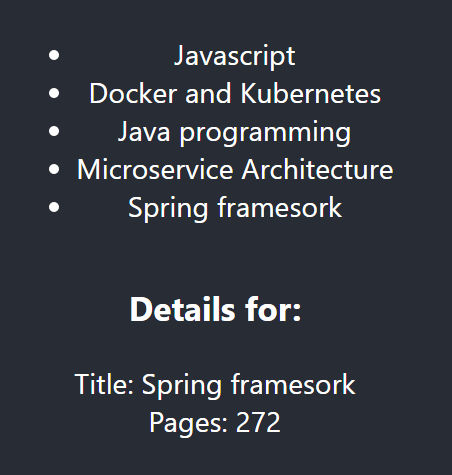 Javascript
Docker and Kubernetes
Java programming
Microservice Architecture
Spring framesork
Details for:
Title: Spring framesork
Pages: 272